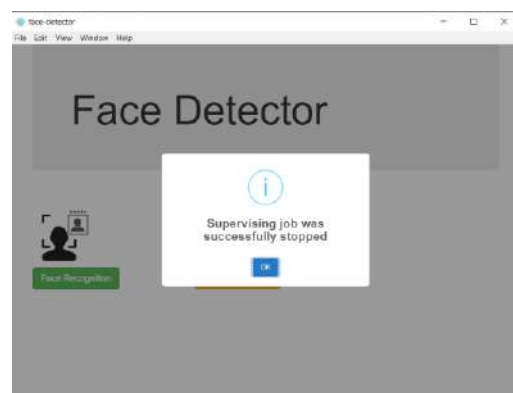 face-detector
File Edit View Window Help
Face Detector
Supervising job was
successfully stopped
OK
Face Recognition